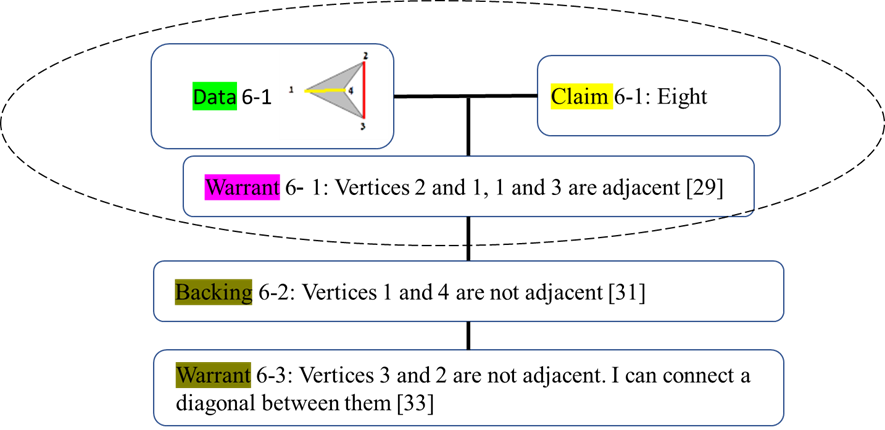 2
Data 6-1
1
4
3
Claim 6-1: Eight
Warrant 6- 1: Vertices 2 and 1, 1 and 3 are adjacent [29]
Backing 6-2: Vertices 1 and 4 are not adjacent [31]
Warrant 6-3: Vertices 3 and 2 are not adjacent. I can connect a
diagonal between them [33]